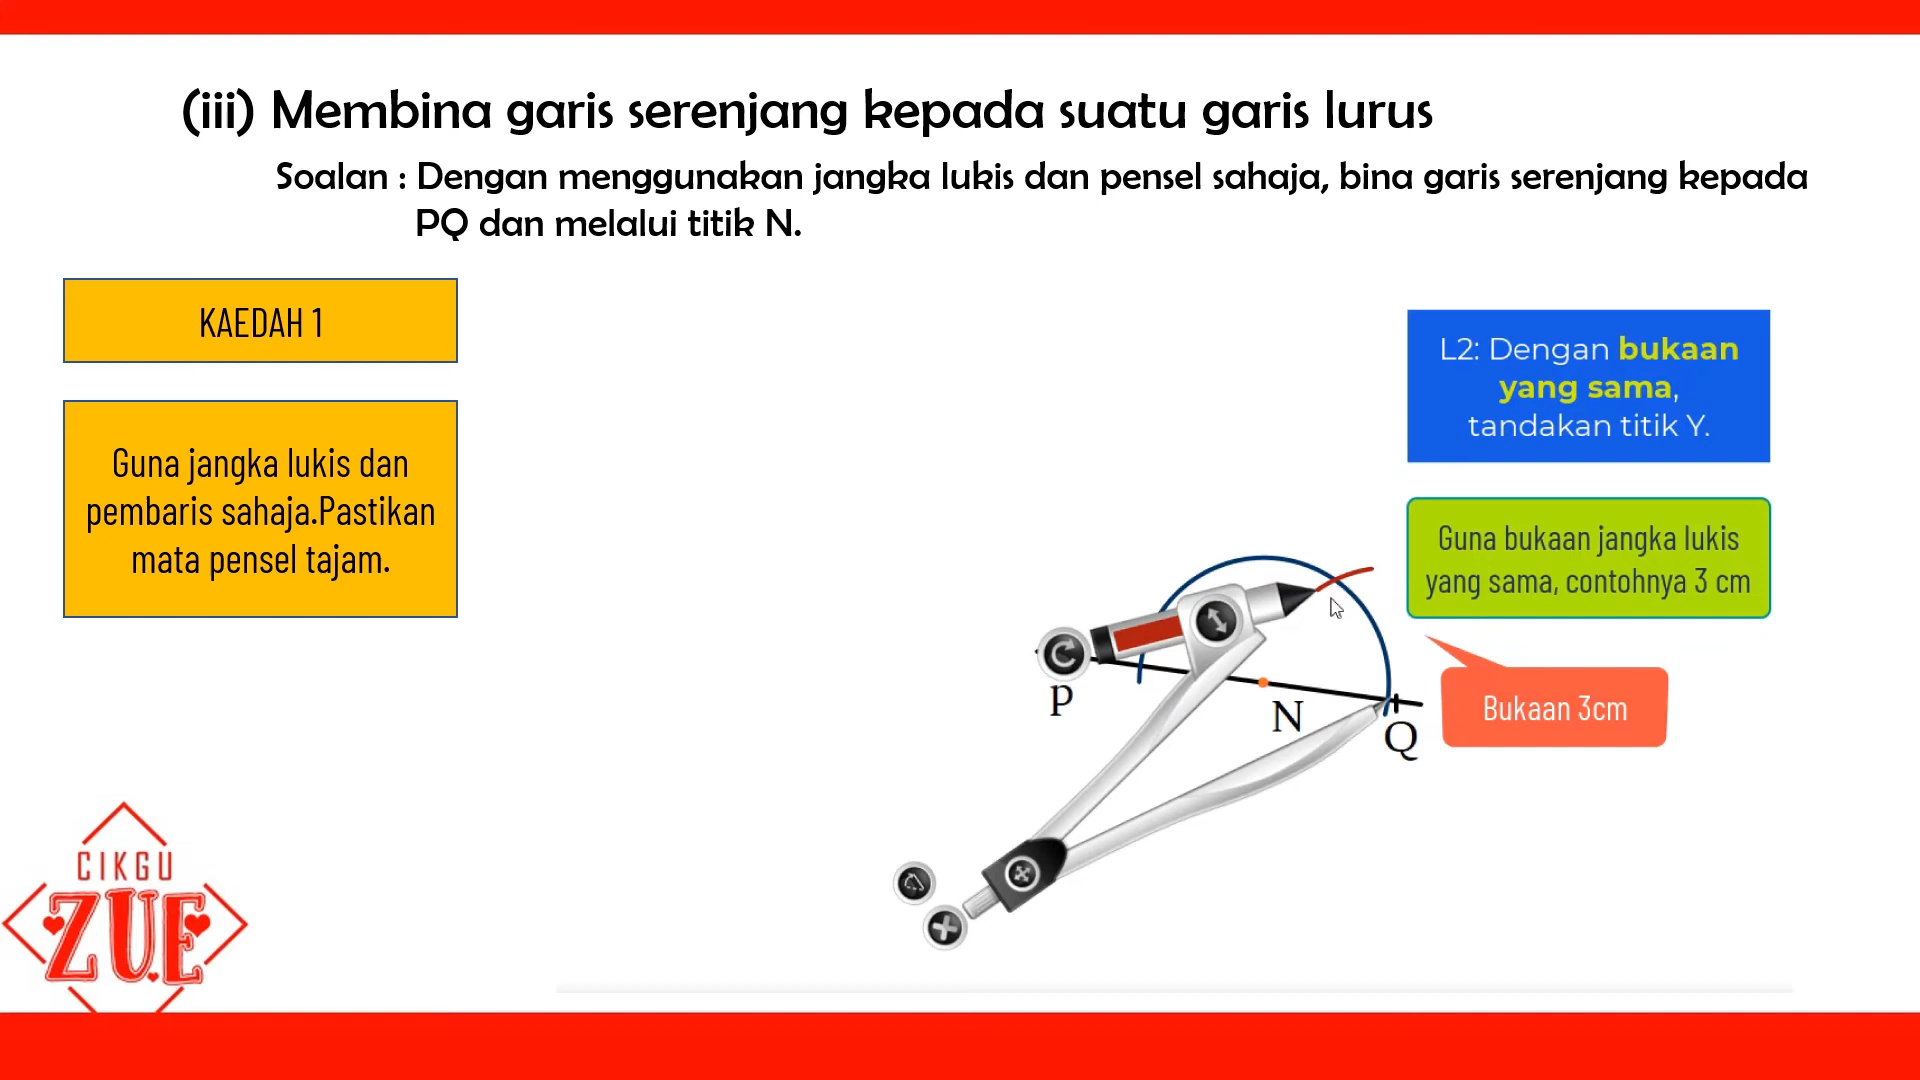 (iii) Membina garis serenjang kepada suatu garis lurus
Soalan : Dengan menggunakan jangka lukis dan pensel sahaja, bina garis serenjang kepada
PQ dan melalui titik N.
KAEDAH 1
Guna jangka lukis dan
pembaris sahaja.Pastikan
mata pensel tajam.
L2: Dengan bukaan
yang sama,
tandakan titik Y.
Guna bukaan jangka lukis
yang sama, contohnya 3 cm
Bukaan 3cm
P
N
Q
CIKGU
ZUE